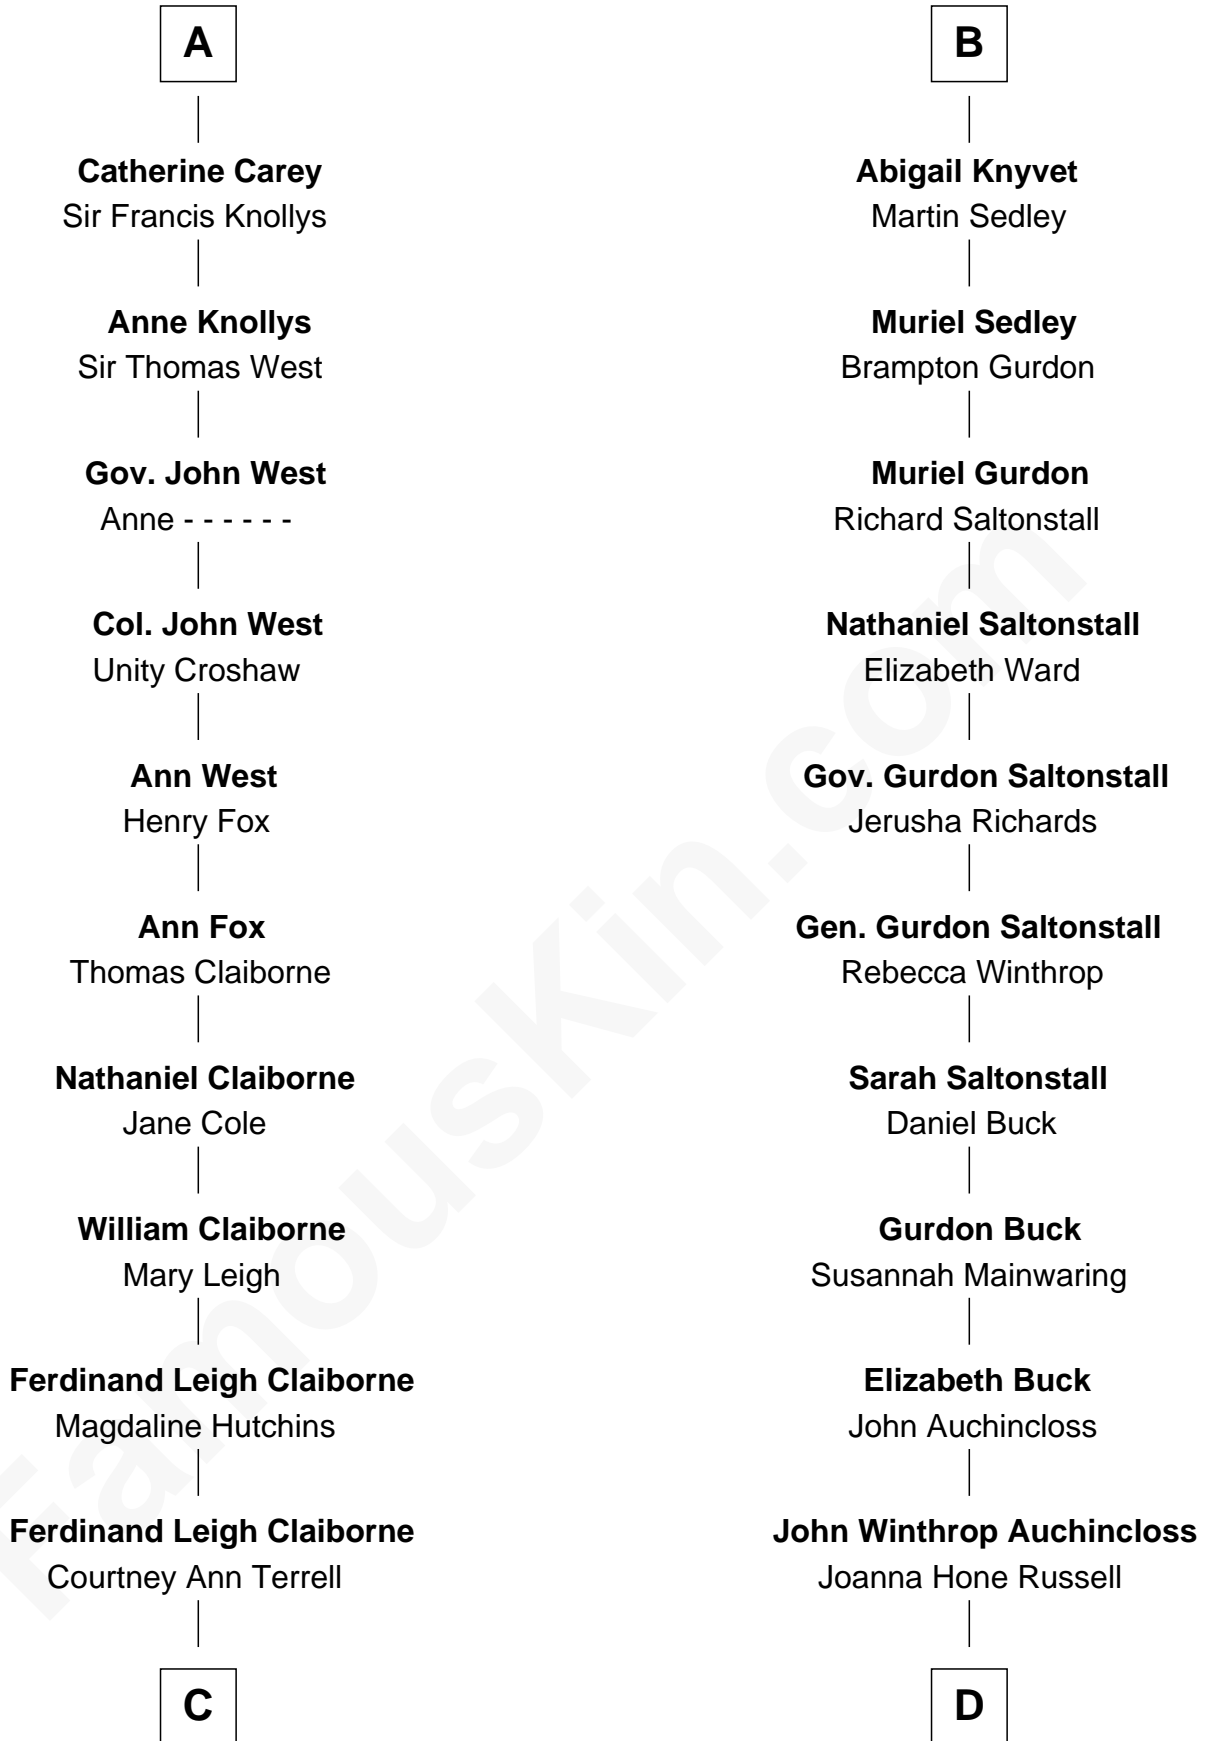 A
Catherine Carey
Sir Francis Knollys
Anne Knollys
Sir Thomas West
Gov. John West
Anne - - - - - -
Col. John West
Unity Croshaw
Ann West
Henry Fox
Ann Fox
Thomas Claiborne
Nathaniel Claiborne
Jane Cole
William Claiborne
Mary Leigh
Ferdinand Leigh Claiborne
Magdaline Hutchins
Ferdinand Leigh Claiborne
Courtney Ann Terrell
C
B
Abigail Knyvet
Martin Sedley
Muriel Sedley
Brampton Gurdon
Muriel Gurdon
Richard Saltonstall
Nathaniel Saltonstall
Elizabeth Ward
Gov. Gurdon Saltonstall
Jerusha Richards
Gen. Gurdon Saltonstall
Rebecca Winthrop
Sarah Saltonstall
Daniel Buck
Gurdon Buck
Susannah Mainwaring
Elizabeth Buck
John Auchincloss
John Winthrop Auchincloss
Joanna Hone Russell
D
FamousKin.com